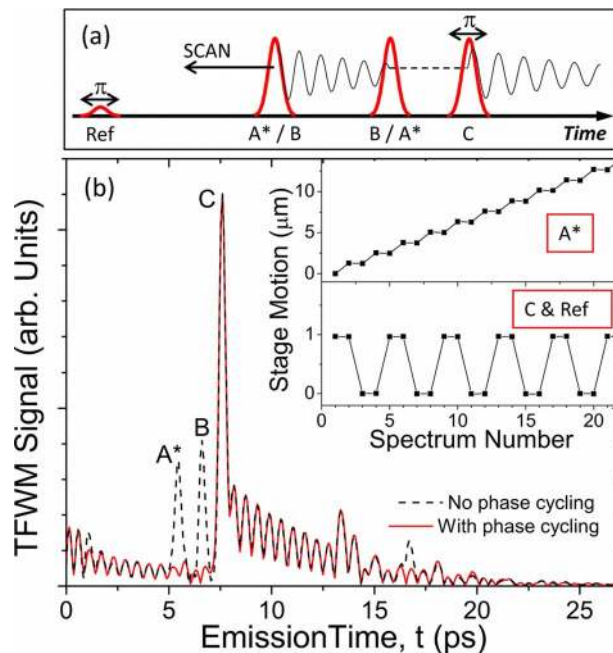 (a)
SCAN
π
π
Ref
A* / B
B / A*
C
Time
(b)
C
A*
B
TFWM Signal (arb. Units)
0
5
10
15
20
25
EmissionTime, t (ps)
No phase cycling
With phase cycling
Stage Motion (μm)
10
5
0
A*
1
0
C & Ref
0
5
10
15
20
Spectrum Number